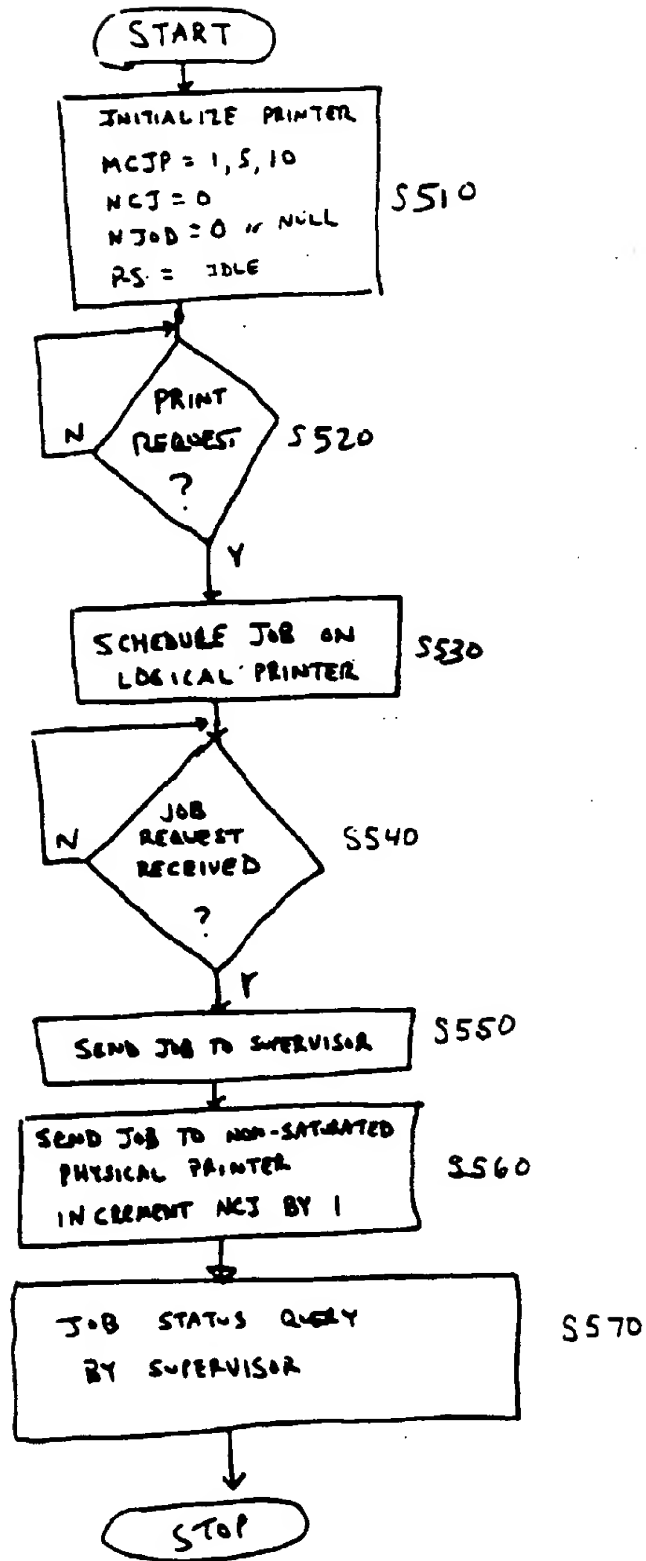 START
INITIALIZE PRINTER
MCJP = 1, 5, 10
NCJ = 0
NJOB = 0 or NULL
RS. = IDLE
S510
PRINT
REQUEST
?
S520
N
Y
SCHEDULE JOB ON
LOGICAL PRINTER
S530
JOB
REQUEST
RECEIVED
?
S540
N
Y
SEND JOB TO SUPERVISOR
S550
SEND JOB TO NON-SATURATED
PHYSICAL PRINTER
INCREMENT NCJ BY 1
S560
JOB STATUS QUERY
BY SUPERVISOR
S570
STOP